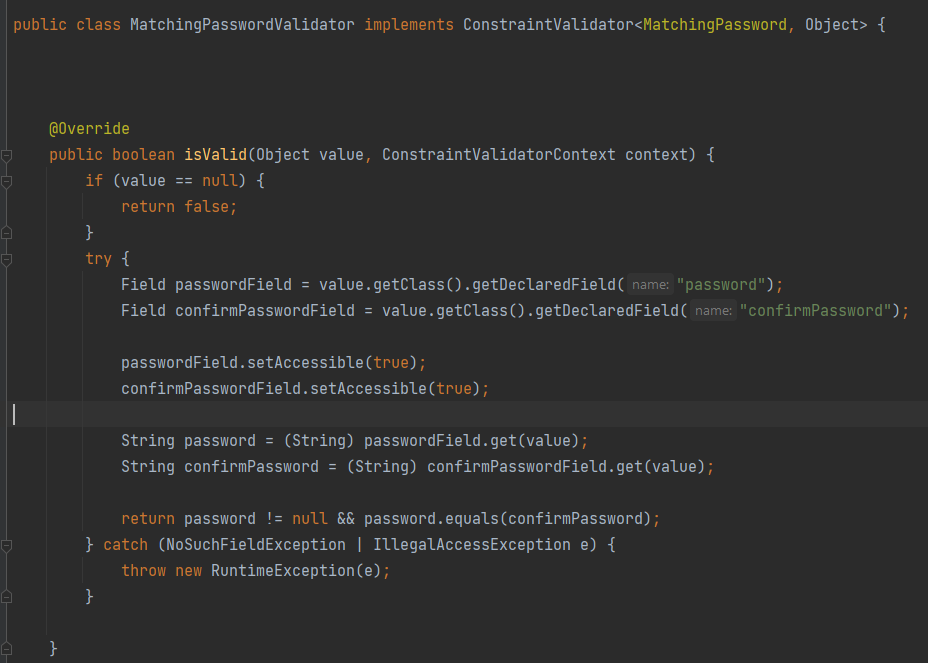 public class MatchingPasswordValidator implements ConstraintValidator<MatchingPassword, Object> {
@Override
public boolean isValid(Object value, ConstraintValidatorContext context) {
if (value == null) {
return false;
}
try {
Field passwordField = value.getClass().getDeclaredField( name: "password");
Field confirmPasswordField = value.getClass().getDeclaredField( name: "confirmPassword");
passwordField.setAccessible(true);
confirmPasswordField.setAccessible(true);
String password = (String) passwordField.get(value);
String confirmPassword = (String) confirmPasswordField.get(value);
return password != null && password.equals(confirmPassword);
} catch (NoSuchFieldException | IllegalAccessException e) {
throw new RuntimeException(e);
}
}